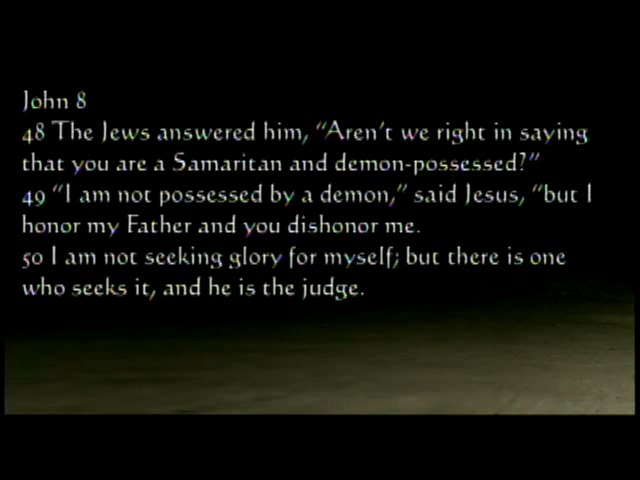 John 8
48 The Jews answered him, “Aren’t we right in saying
that you are a Samaritan and demon-possessed?”
49 “I am not possessed by a demon,” said Jesus, “but I
honor my Father and you dishonor me.
50 I am not seeking glory for myself; but there is one
who seeks it, and he is the judge.